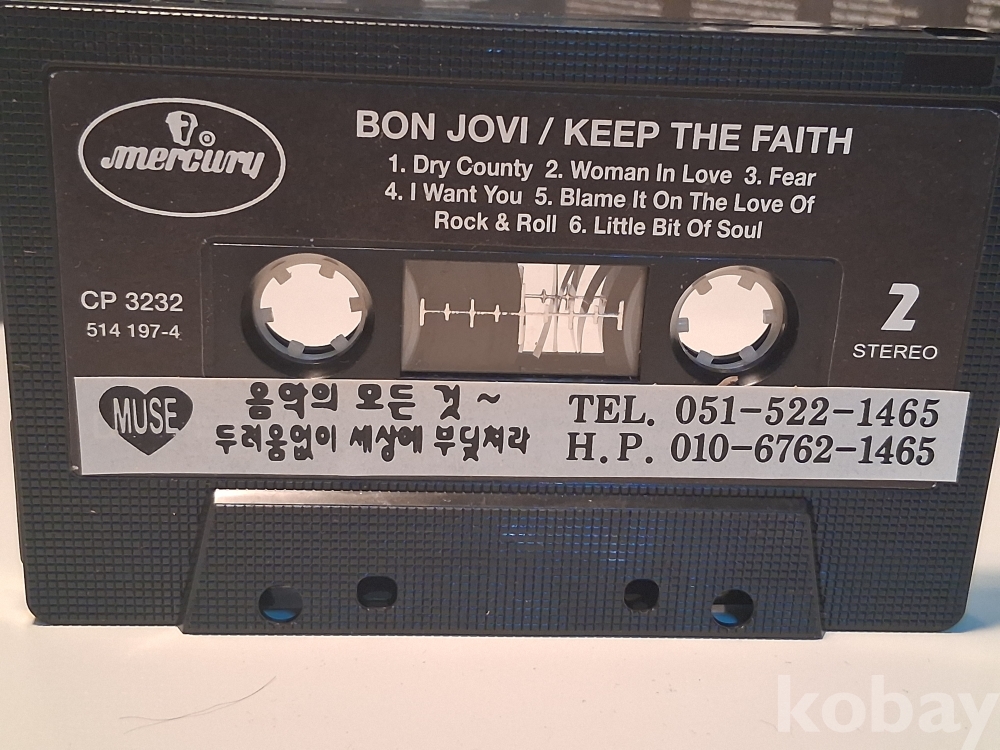 mercury
BON JOVI / KEEP THE FAITH
1. Dry County 2. Woman In Love 3. Fear
4. I Want You 5. Blame It On The Love Of
Rock & Roll 6. Little Bit Of Soul
CP 3232
514 197-4
2
STEREO
MUSE
음악의 모든 것 ~
두려움없이 세상에 부딪쳐라
TEL. 051-522-1465
H.P. 010-6762-1465
kobay